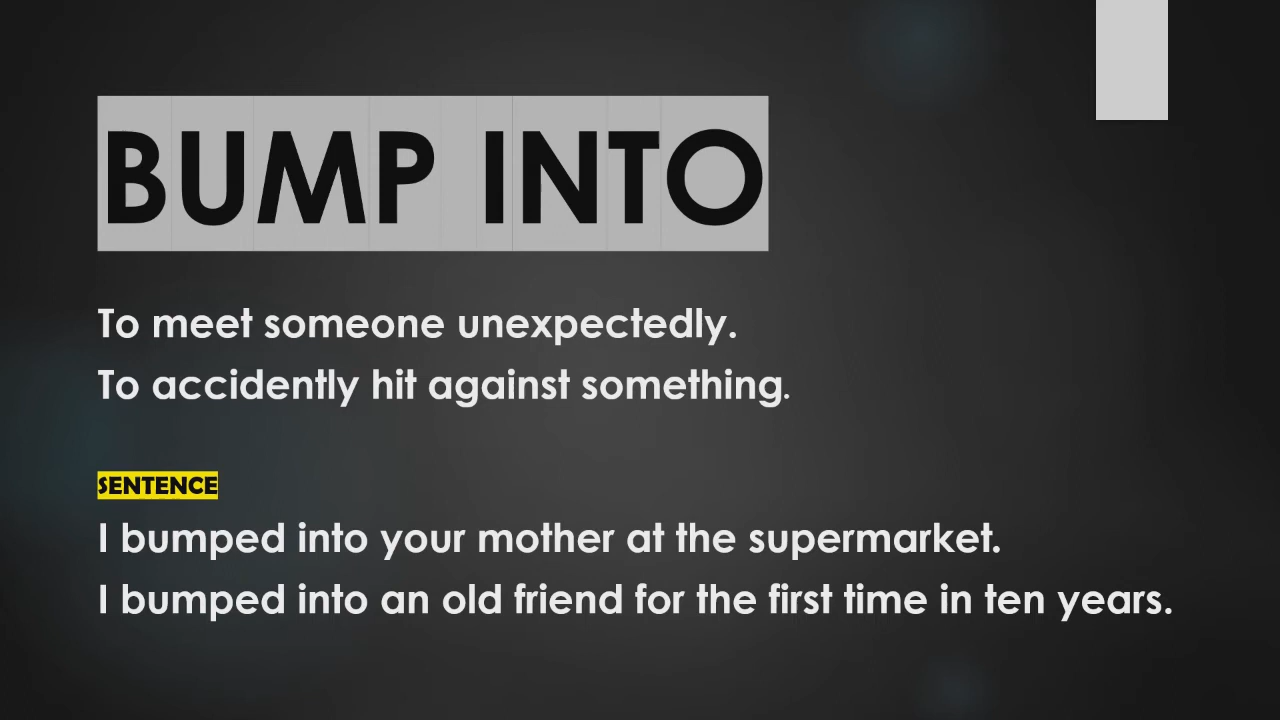 BUMP INTO
To meet someone unexpectedly.
To accidently hit against something.
SENTENCE
I bumped into your mother at the supermarket.
I bumped into an old friend for the first time in ten years.